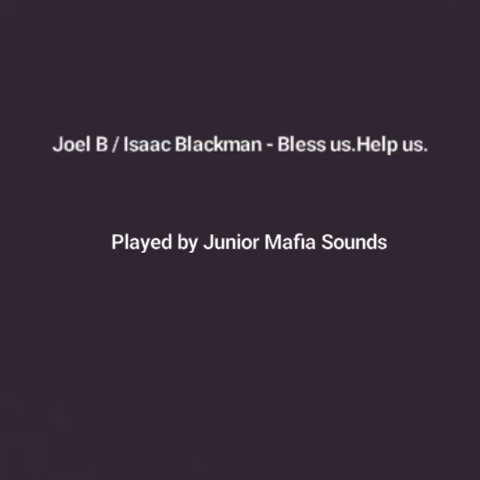 Joel B / Isaac Blackman - Bless us.Help us.
Played by Junior Mafia Sounds